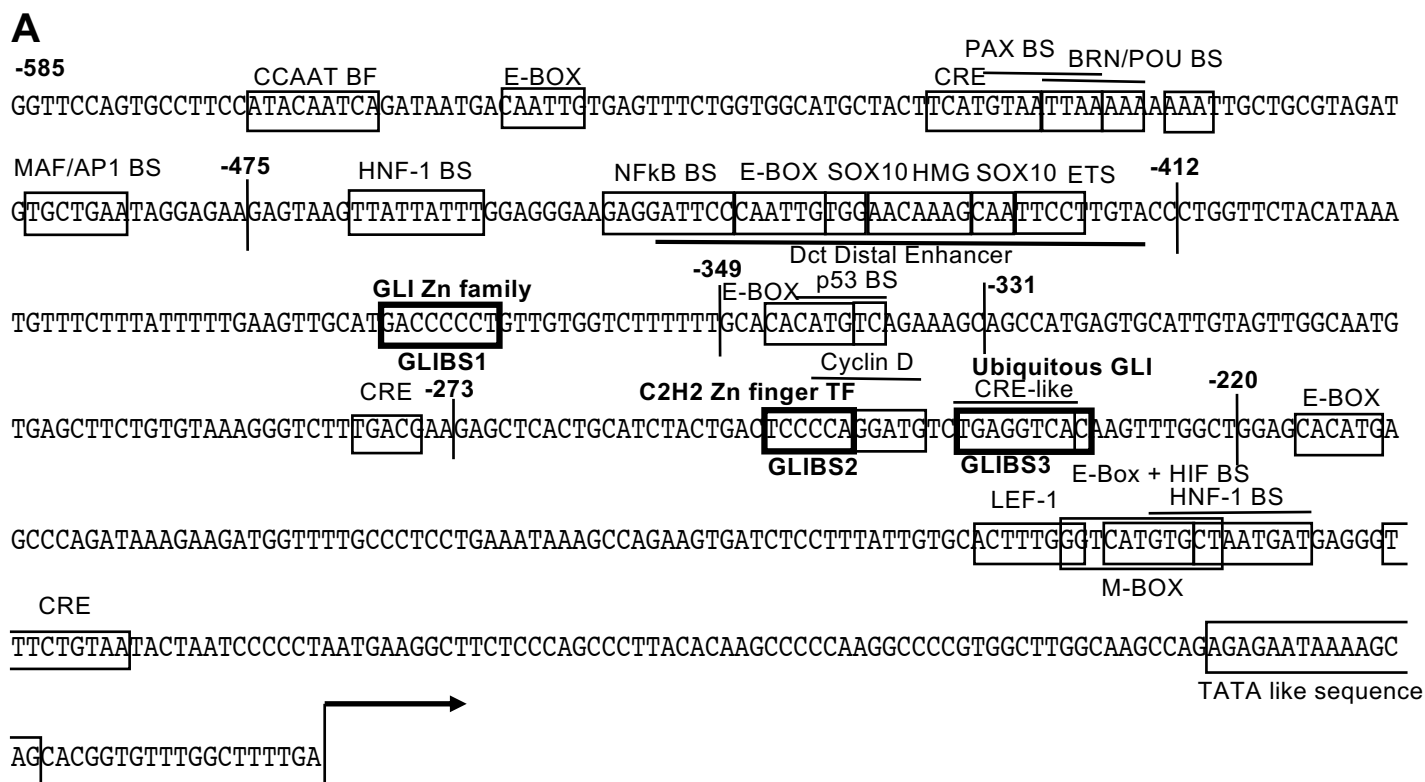 A
PAX BS
-585 CCAAT BF E-BOX CRE BRN/POU BS
GGTTCCAGTGCCTTCCATACAATCAGATAATGACAATTGTGAGTTTCTGGTGGCATGCTACTTCATGTAATTAAAAAAAATTGCTGCGTAGAT
MAF/AP1 BS -475 HNF-1 BS NFkB BS E-BOX SOX10 HMG SOX10 ETS -412
GTGCTGAATAGGAGAAGAGTAAGTTATTATTTGGAGGGAAGAGGATTCCCAATTGTGGAACAAAGCAATTCCTTGTACCCTGGTTCTACATAAA
Dct Distal Enhancer
GLI Zn family -349 E-BOX p53 BS -331
TGTTTCTTTATTTTTGAAGTTGCATGACCCCCTGTTGTGGTCTTTTTTGCACACATGTCAGAAAGCAGCCATGAGTGCATTGTAGTTGGCAATG
GLIBS1 Cyclin D Ubiquitous GLI
CRE -273 C2H2 Zn finger TF CRE-like -220 E-BOX
TGAGCTTCTGTGTAAAGGGTCTTTGACGAAGAGCTCACTGCATCTACTGACTCCCCAGGATGTCTGAGGTCACAAGTTTGGCTGGAGCACATGA
GLIBS2 GLIBS3 E-Box + HIF BS
LEF-1 HNF-1 BS
GCCCAGATAAAGAAGATGGTTTTGCCCTCCTGAAATAAAGCCAGAAGTGATCTCCTTTATTGTGCACTTTGGGTCATGTGCTAATGATGAGGGT
M-BOX
CRE
TTCTGTAATACTAATCCCCCTAATGAAGGCTTCTCCCAGCCCTTACACAAGCCCCCAAGGCCCCGTGGCTTGGCAAGCCAGAGAGAATAAAAGC
TATA like sequence
AGCACGGTGTTTGGCTTTTGA